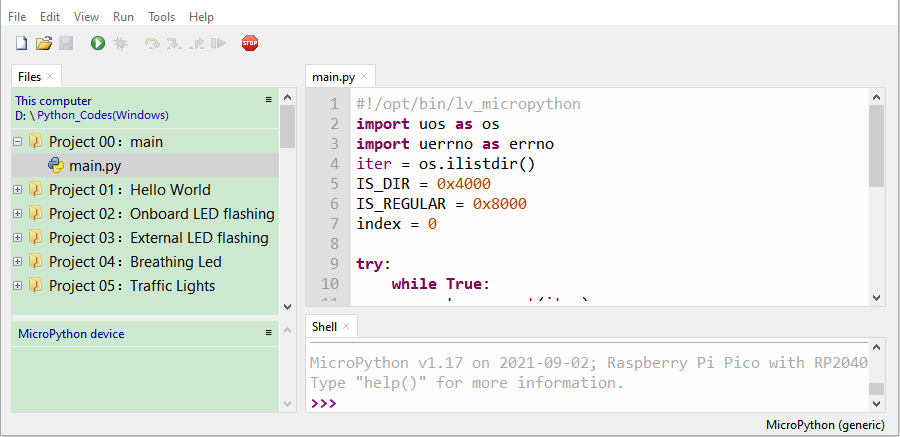 File Edit View Run Tools Help
STOP
Files
This computer
D: \Python_Codes(Windows)
Project 00：main
main.py
Project 01：Hello World
Project 02：Onboard LED flashing
Project 03：External LED flashing
Project 04：Breathing Led
Project 05：Traffic Lights
MicroPython device
main.py
1 #!/opt/bin/lv_micropython
2 import uos as os
3 import uerrno as errno
4 iter = os.ilistdir()
5 IS_DIR = 0x4000
6 IS_REGULAR = 0x8000
7 index = 0
8
9 try:
10 while True:
Shell
MicroPython v1.17 on 2021-09-02; Raspberry Pi Pico with RP2040
Type "help()" for more information.
>>>
MicroPython (generic)